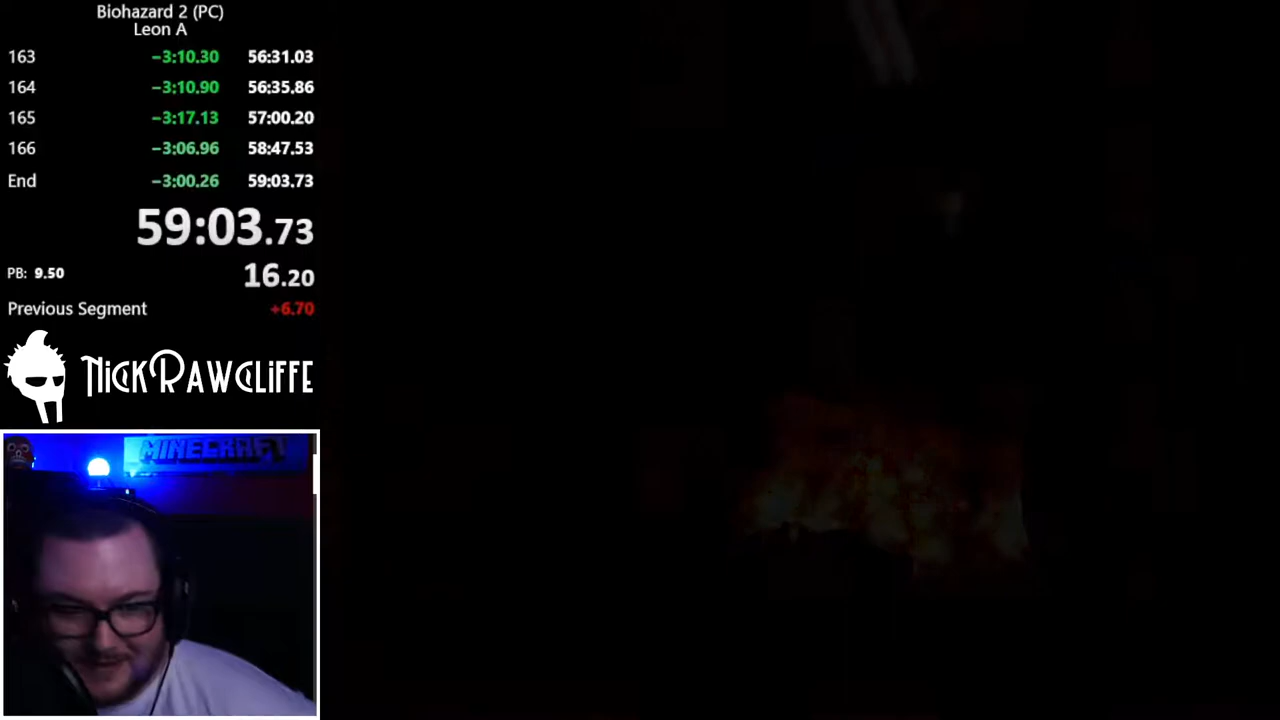 Biohazard 2 (PC)
Leon A
163 −3:10.30 56:31.03
164 −3:10.90 56:35.86
165 −3:17.13 57:00.20
166 −3:06.96 58:47.53
End −3:00.26 59:03.73
59:03.73
PB: 9.50 16.20
Previous Segment +6.70
NickRawcliffe
MINECRAFT